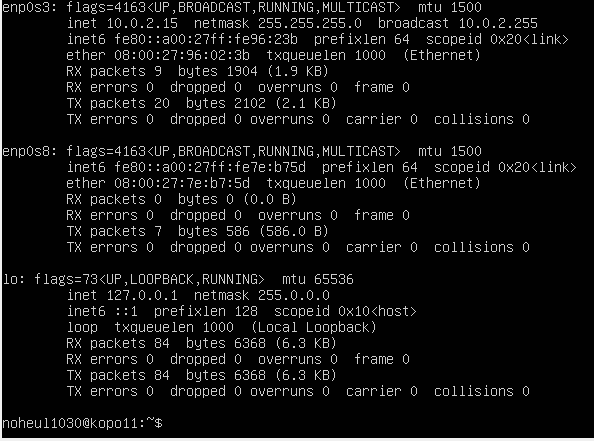 enp0s3: flags=4163<UP,BROADCAST,RUNNING,MULTICAST>  mtu 1500
        inet 10.0.2.15  netmask 255.255.255.0  broadcast 10.0.2.255
        inet6 fe80::a00:27ff:fe96:23b  prefixlen 64  scopeid 0x20<link>
        ether 08:00:27:96:02:3b  txqueuelen 1000  (Ethernet)
        RX packets 9  bytes 1904 (1.9 KB)
        RX errors 0  dropped 0  overruns 0  frame 0
        TX packets 20  bytes 2102 (2.1 KB)
        TX errors 0  dropped 0 overruns 0  carrier 0  collisions 0

enp0s8: flags=4163<UP,BROADCAST,RUNNING,MULTICAST>  mtu 1500
        inet6 fe80::a00:27ff:fe7e:b75d  prefixlen 64  scopeid 0x20<link>
        ether 08:00:27:7e:b7:5d  txqueuelen 1000  (Ethernet)
        RX packets 0  bytes 0 (0.0 B)
        RX errors 0  dropped 0  overruns 0  frame 0
        TX packets 7  bytes 586 (586.0 B)
        TX errors 0  dropped 0 overruns 0  carrier 0  collisions 0

lo: flags=73<UP,LOOPBACK,RUNNING>  mtu 65536
        inet 127.0.0.1  netmask 255.0.0.0
        inet6 ::1  prefixlen 128  scopeid 0x10<host>
        loop  txqueuelen 1000  (Local Loopback)
        RX packets 84  bytes 6368 (6.3 KB)
        RX errors 0  dropped 0  overruns 0  frame 0
        TX packets 84  bytes 6368 (6.3 KB)
        TX errors 0  dropped 0 overruns 0  carrier 0  collisions 0

noheul1030@kopo11:~$